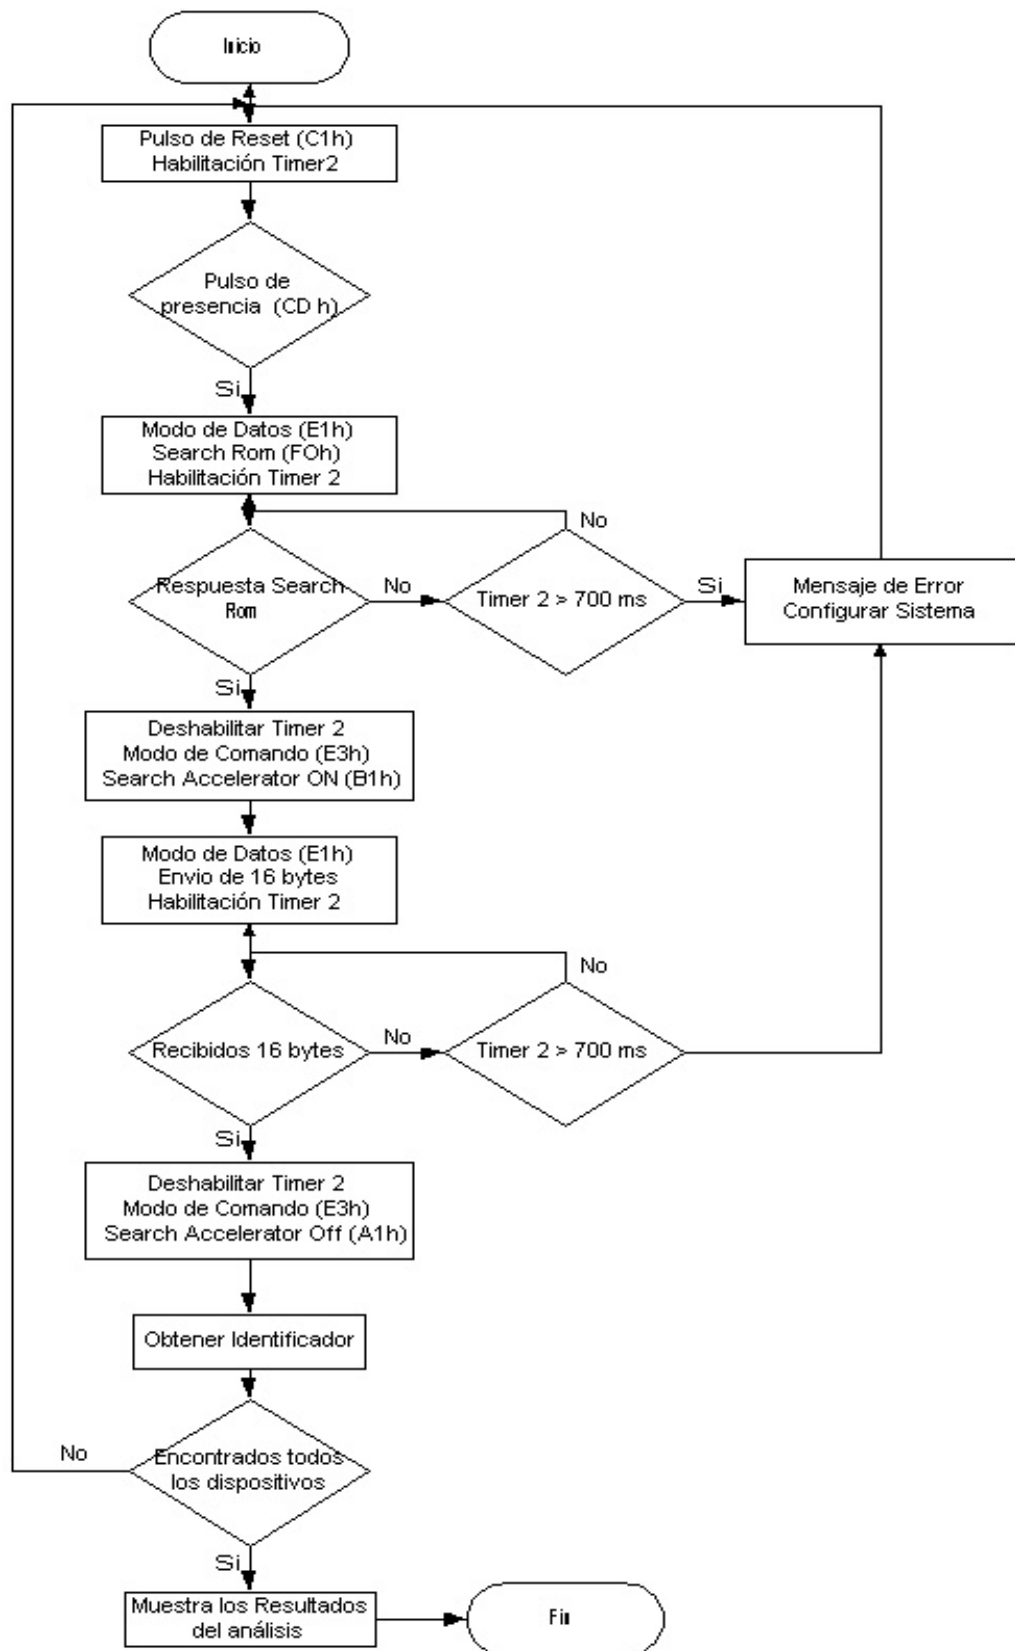 Inicio
Pulso de Reset (C1h)
Habilitación Timer2
Pulso de
presencia (CD h)
Si
Modo de Datos (E1h)
Search Rom (F0h)
Habilitación Timer 2
No
Respuesta Search
Rom
No
Timer 2 > 700 ms
Si
Mensaje de Error
Configurar Sistema
Si
Deshabilitar Timer 2
Modo de Comando (E3h)
Search Accelerator ON (B1h)
Modo de Datos (E1h)
Envio de 16 bytes
Habilitación Timer 2
No
Recibidos 16 bytes
No
Timer 2 > 700 ms
Si
Deshabilitar Timer 2
Modo de Comando (E3h)
Search Accelerator Off (A1h)
Obtener Identificador
No
Encontrados todos
los dispositivos
Si
Muestra los Resultados
del análisis
Fin